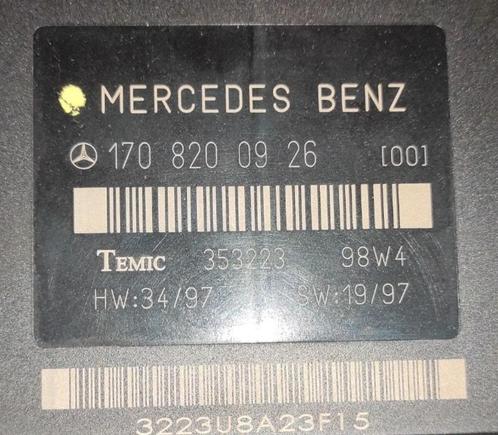 MERCEDES BENZ
170 820 09 26 [00]
TEMIC 353223 98W4
HW:34/97 SW:19/97
3223U8A23F15